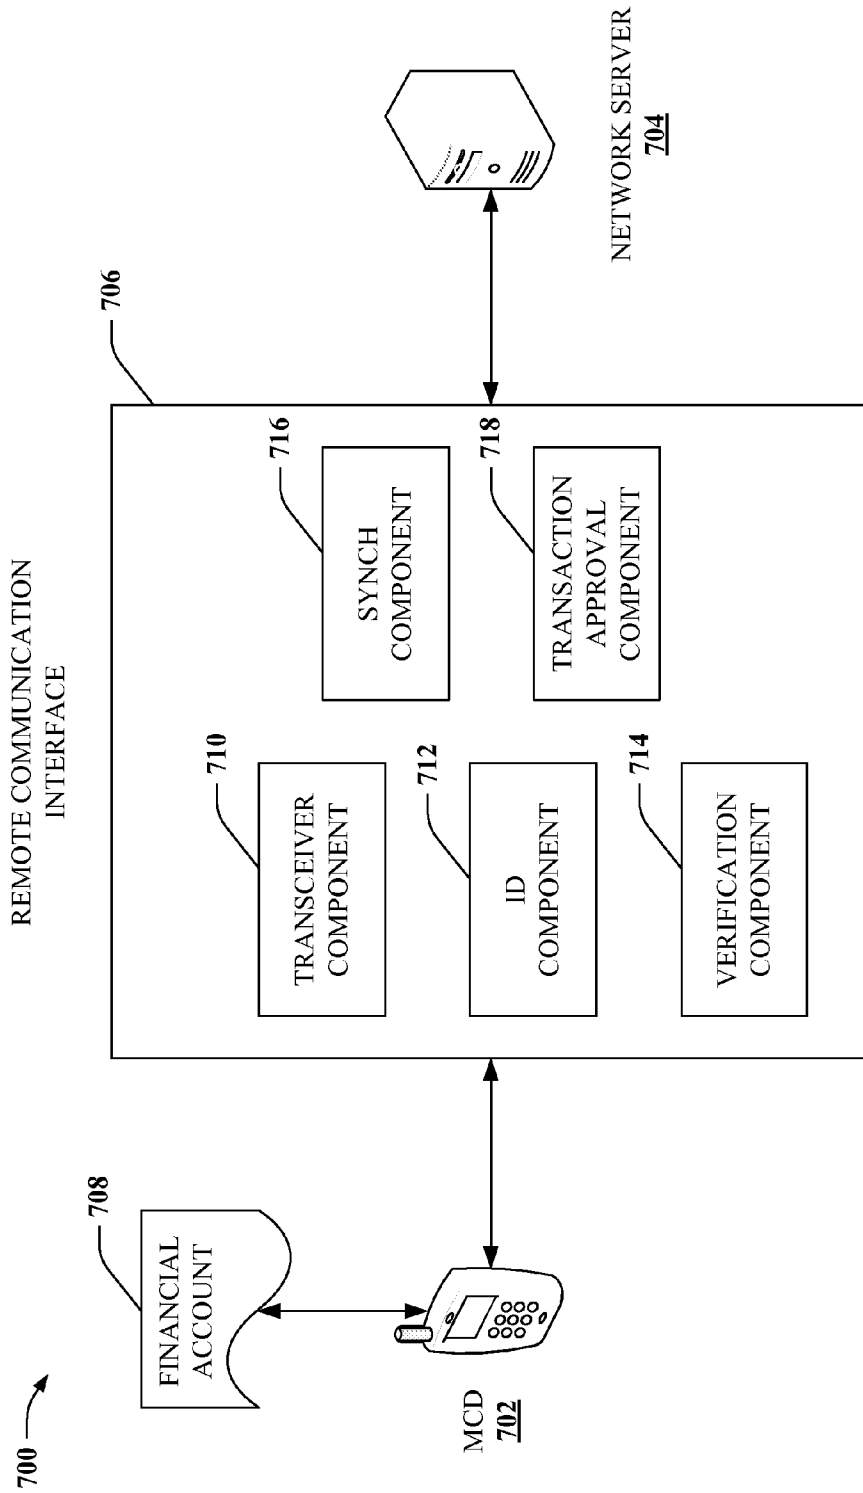 700
REMOTE COMMUNICATION
INTERFACE
706
FINANCIAL
ACCOUNT
708
MCD
702
TRANSCEIVER
COMPONENT
710
ID
COMPONENT
712
VERIFICATION
COMPONENT
714
SYNCH
COMPONENT
716
TRANSACTION
APPROVAL
COMPONENT
718
NETWORK SERVER
704